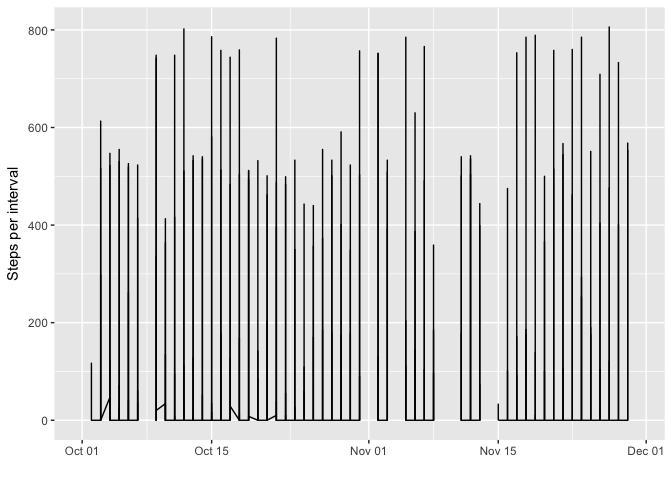 800
600
400
200
0
Steps per interval
Oct 01
Oct 15
Nov 01
Nov 15
Dec 01